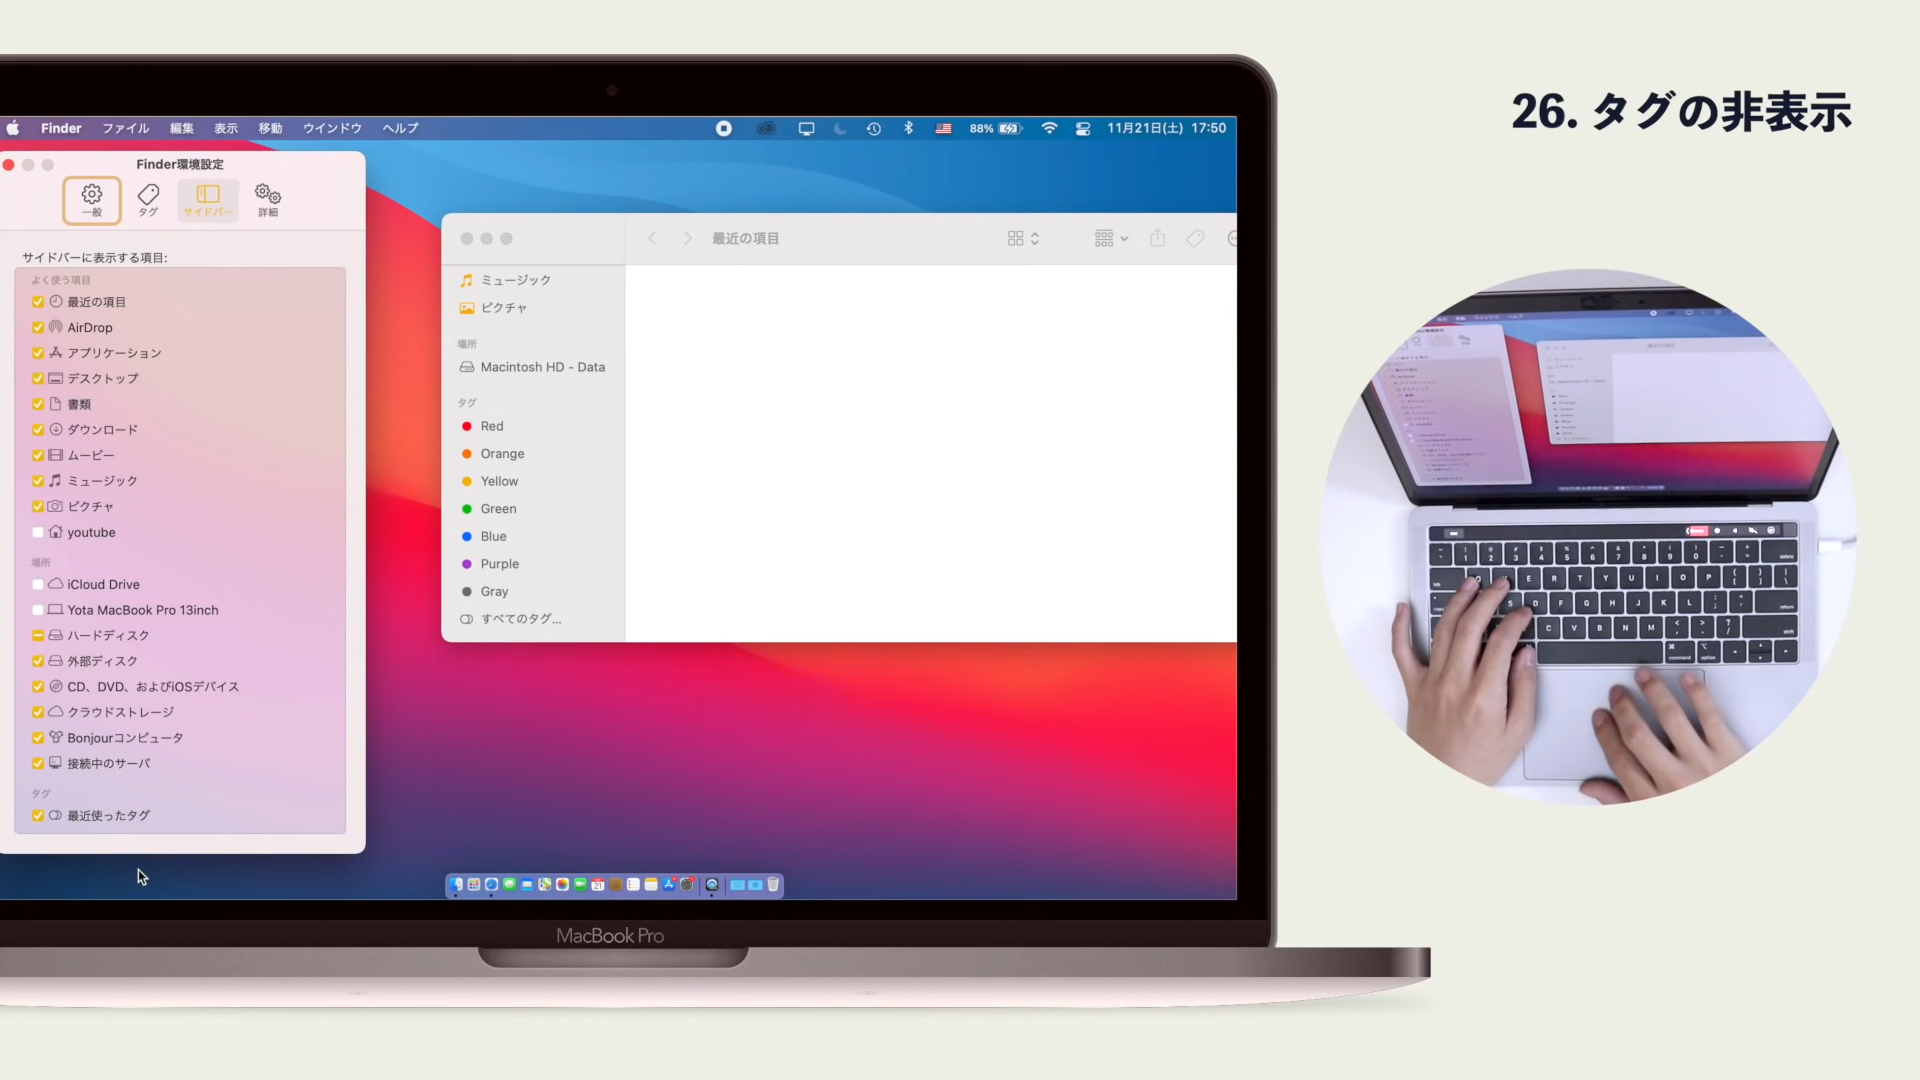 26. タグの非表示
Finder ファイル 編集 表示 移動 ウインドウ ヘルプ
88% 11月21日(土) 17:50
Finder環境設定
一般 タグ サイドバー 詳細
サイドバーに表示する項目:
よく使う項目
最近の項目
AirDrop
アプリケーション
デスクトップ
書類
ダウンロード
ムービー
ミュージック
ピクチャ
youtube
場所
iCloud Drive
Yota MacBook Pro 13inch
ハードディスク
外部ディスク
CD、DVD、およびiOSデバイス
クラウドストレージ
Bonjourコンピュータ
接続中のサーバ
タグ
最近使ったタグ
最近の項目
ミュージック
ピクチャ
場所
Macintosh HD - Data
タグ
Red
Orange
Yellow
Green
Blue
Purple
Gray
すべてのタグ...
MacBook Pro